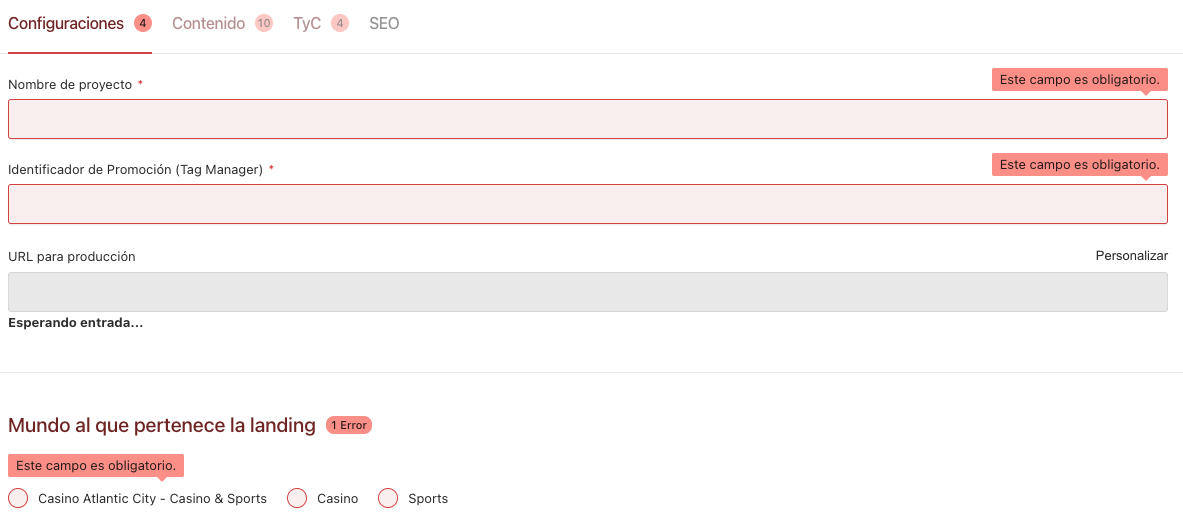 Configuraciones 4 Contenido 10 TyC 4 SEO
Nombre de proyecto * Este campo es obligatorio.
Identificador de Promoción (Tag Manager) * Este campo es obligatorio.
URL para producción Personalizar
Esperando entrada...
Mundo al que pertenece la landing 1 Error
Este campo es obligatorio.
Casino Atlantic City - Casino & Sports Casino Sports